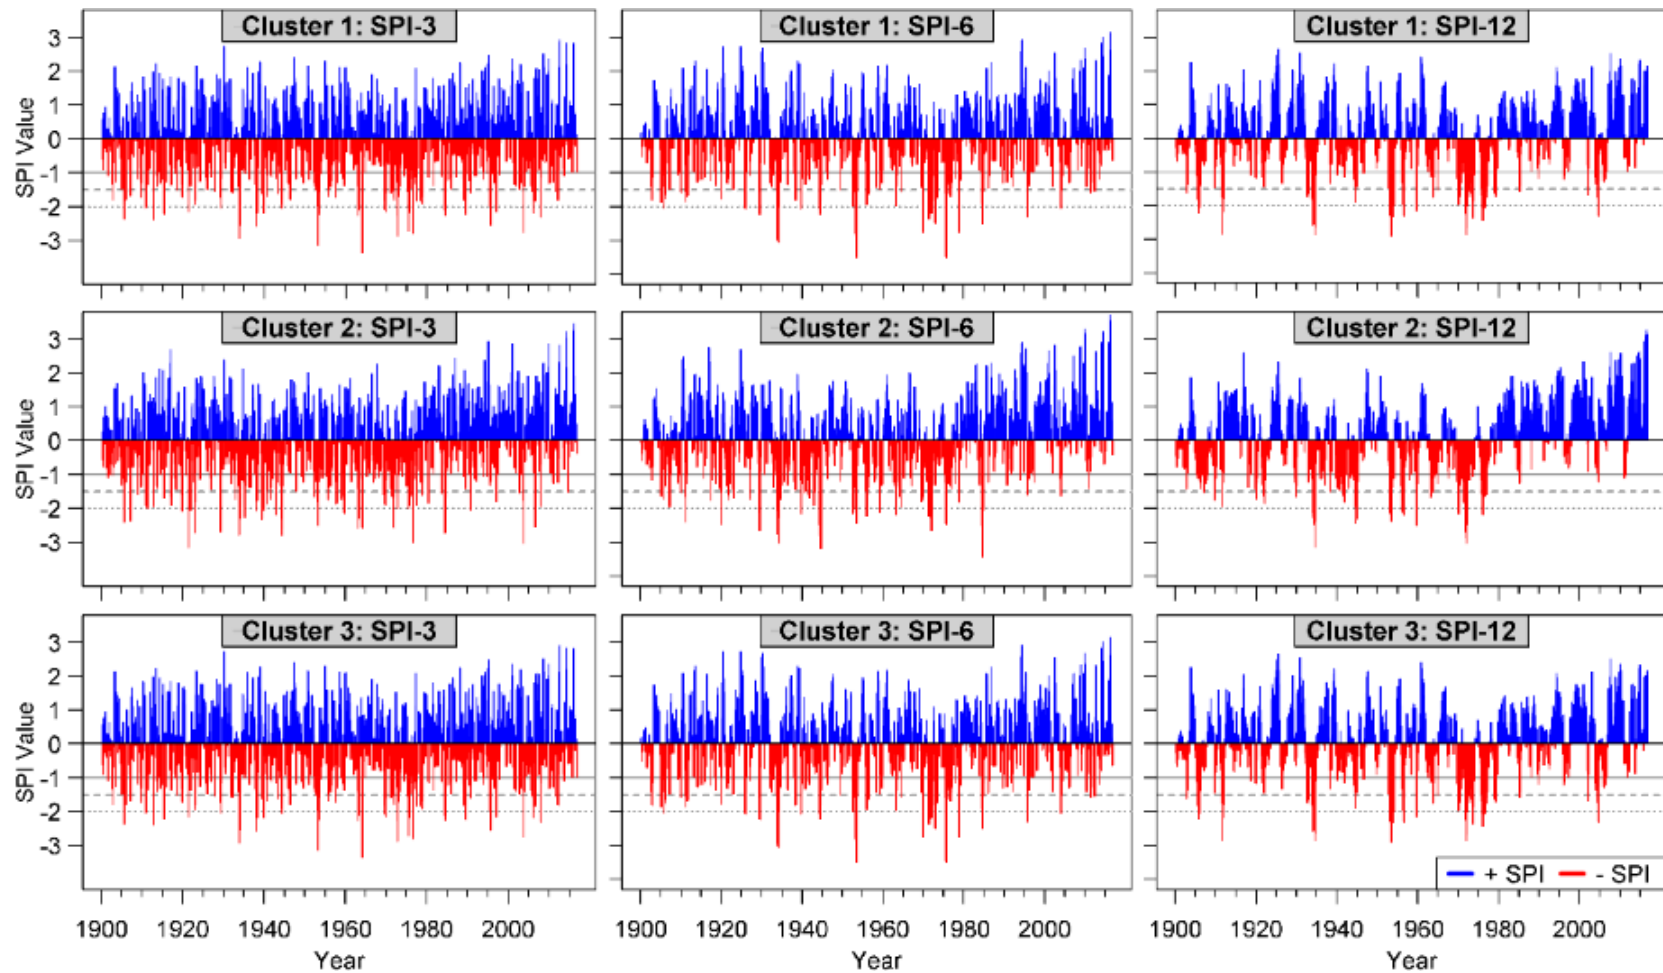 Cluster 1: SPI-3
Cluster 1: SPI-6
Cluster 1: SPI-12
3
2
1
0
-1
-2
-3
SPI Value
Cluster 2: SPI-3
Cluster 2: SPI-6
Cluster 2: SPI-12
3
2
1
0
-1
-2
-3
SPI Value
Cluster 3: SPI-3
Cluster 3: SPI-6
Cluster 3: SPI-12
3
2
1
0
-1
-2
-3
SPI Value
+ SPI - SPI
1900 1920 1940 1960 1980 2000
1900 1920 1940 1960 1980 2000
1900 1920 1940 1960 1980 2000
Year
Year
Year